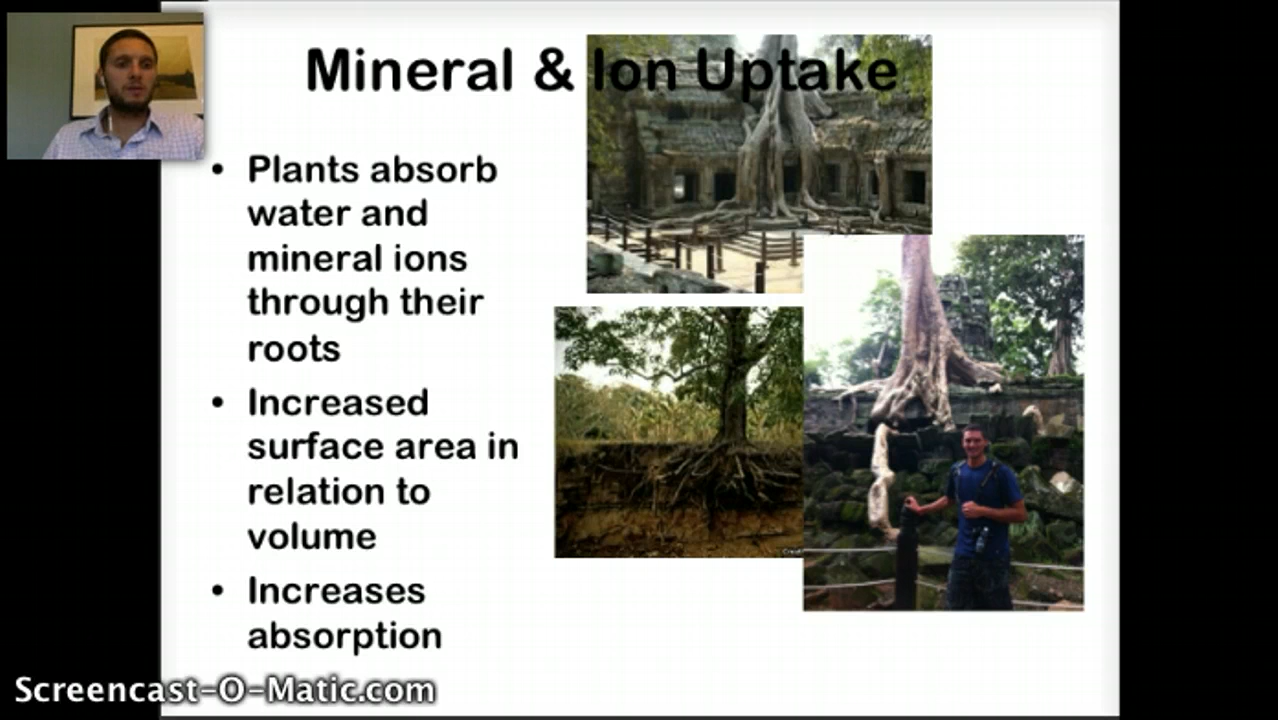 Mineral & Ion Uptake
• Plants absorb
water and
mineral ions
through their
roots
• Increased
surface area in
relation to
volume
• Increases
absorption
Screencast-O-Matic.com